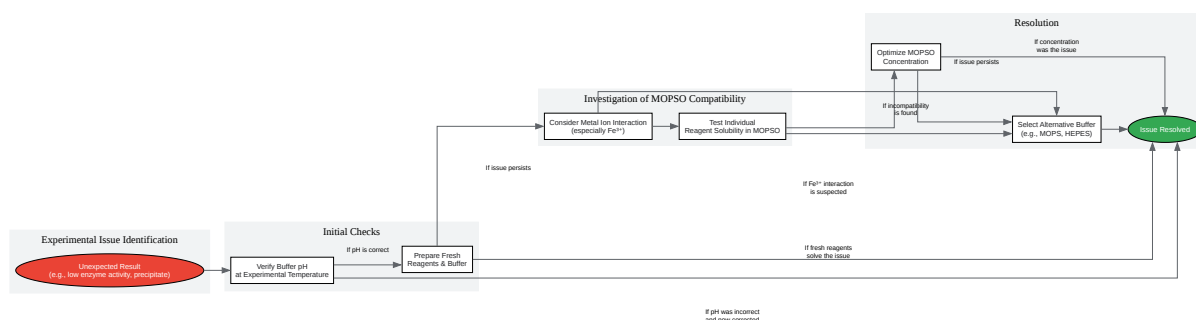 Resolution
If concentration
was the issue
Optimize MOPSO
Concentration
If issue persists
Investigation of MOPSO Compatibility
If incompatibility
is found
Consider Metal Ion Interaction
(especially Fe³⁺)
Test Individual
Reagent Solubility in MOPSO
Select Alternative Buffer
(e.g., MOPS, HEPES)
Issue Resolved
If issue persists
If Fe³⁺ interaction
is suspected
Experimental Issue Identification
Initial Checks
If pH is correct
Unexpected Result
(e.g., low enzyme activity, precipitate)
Verify Buffer pH
at Experimental Temperature
Prepare Fresh
Reagents & Buffer
If fresh reagents
solve the issue
If pH was incorrect
and now corrected